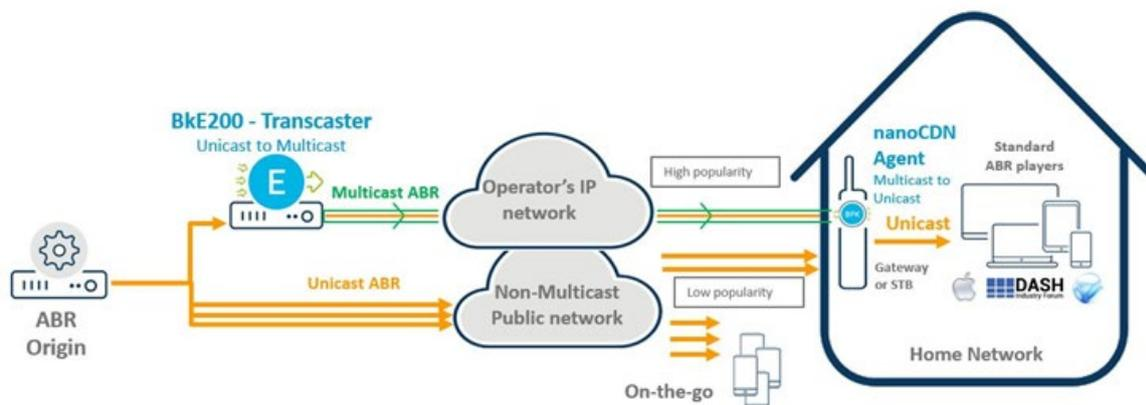 BkE200 - Transcaster
Unicast to Multicast
E
Multicast ABR
Operator's IP
network
High popularity
nanoCDN
Agent
Multicast to
Unicast
BPK
Standard
ABR players
Unicast
Gateway
or STB
DASH
Industry Forum
Home Network
ABR
Origin
Unicast ABR
Non-Multicast
Public network
Low popularity
On-the-go